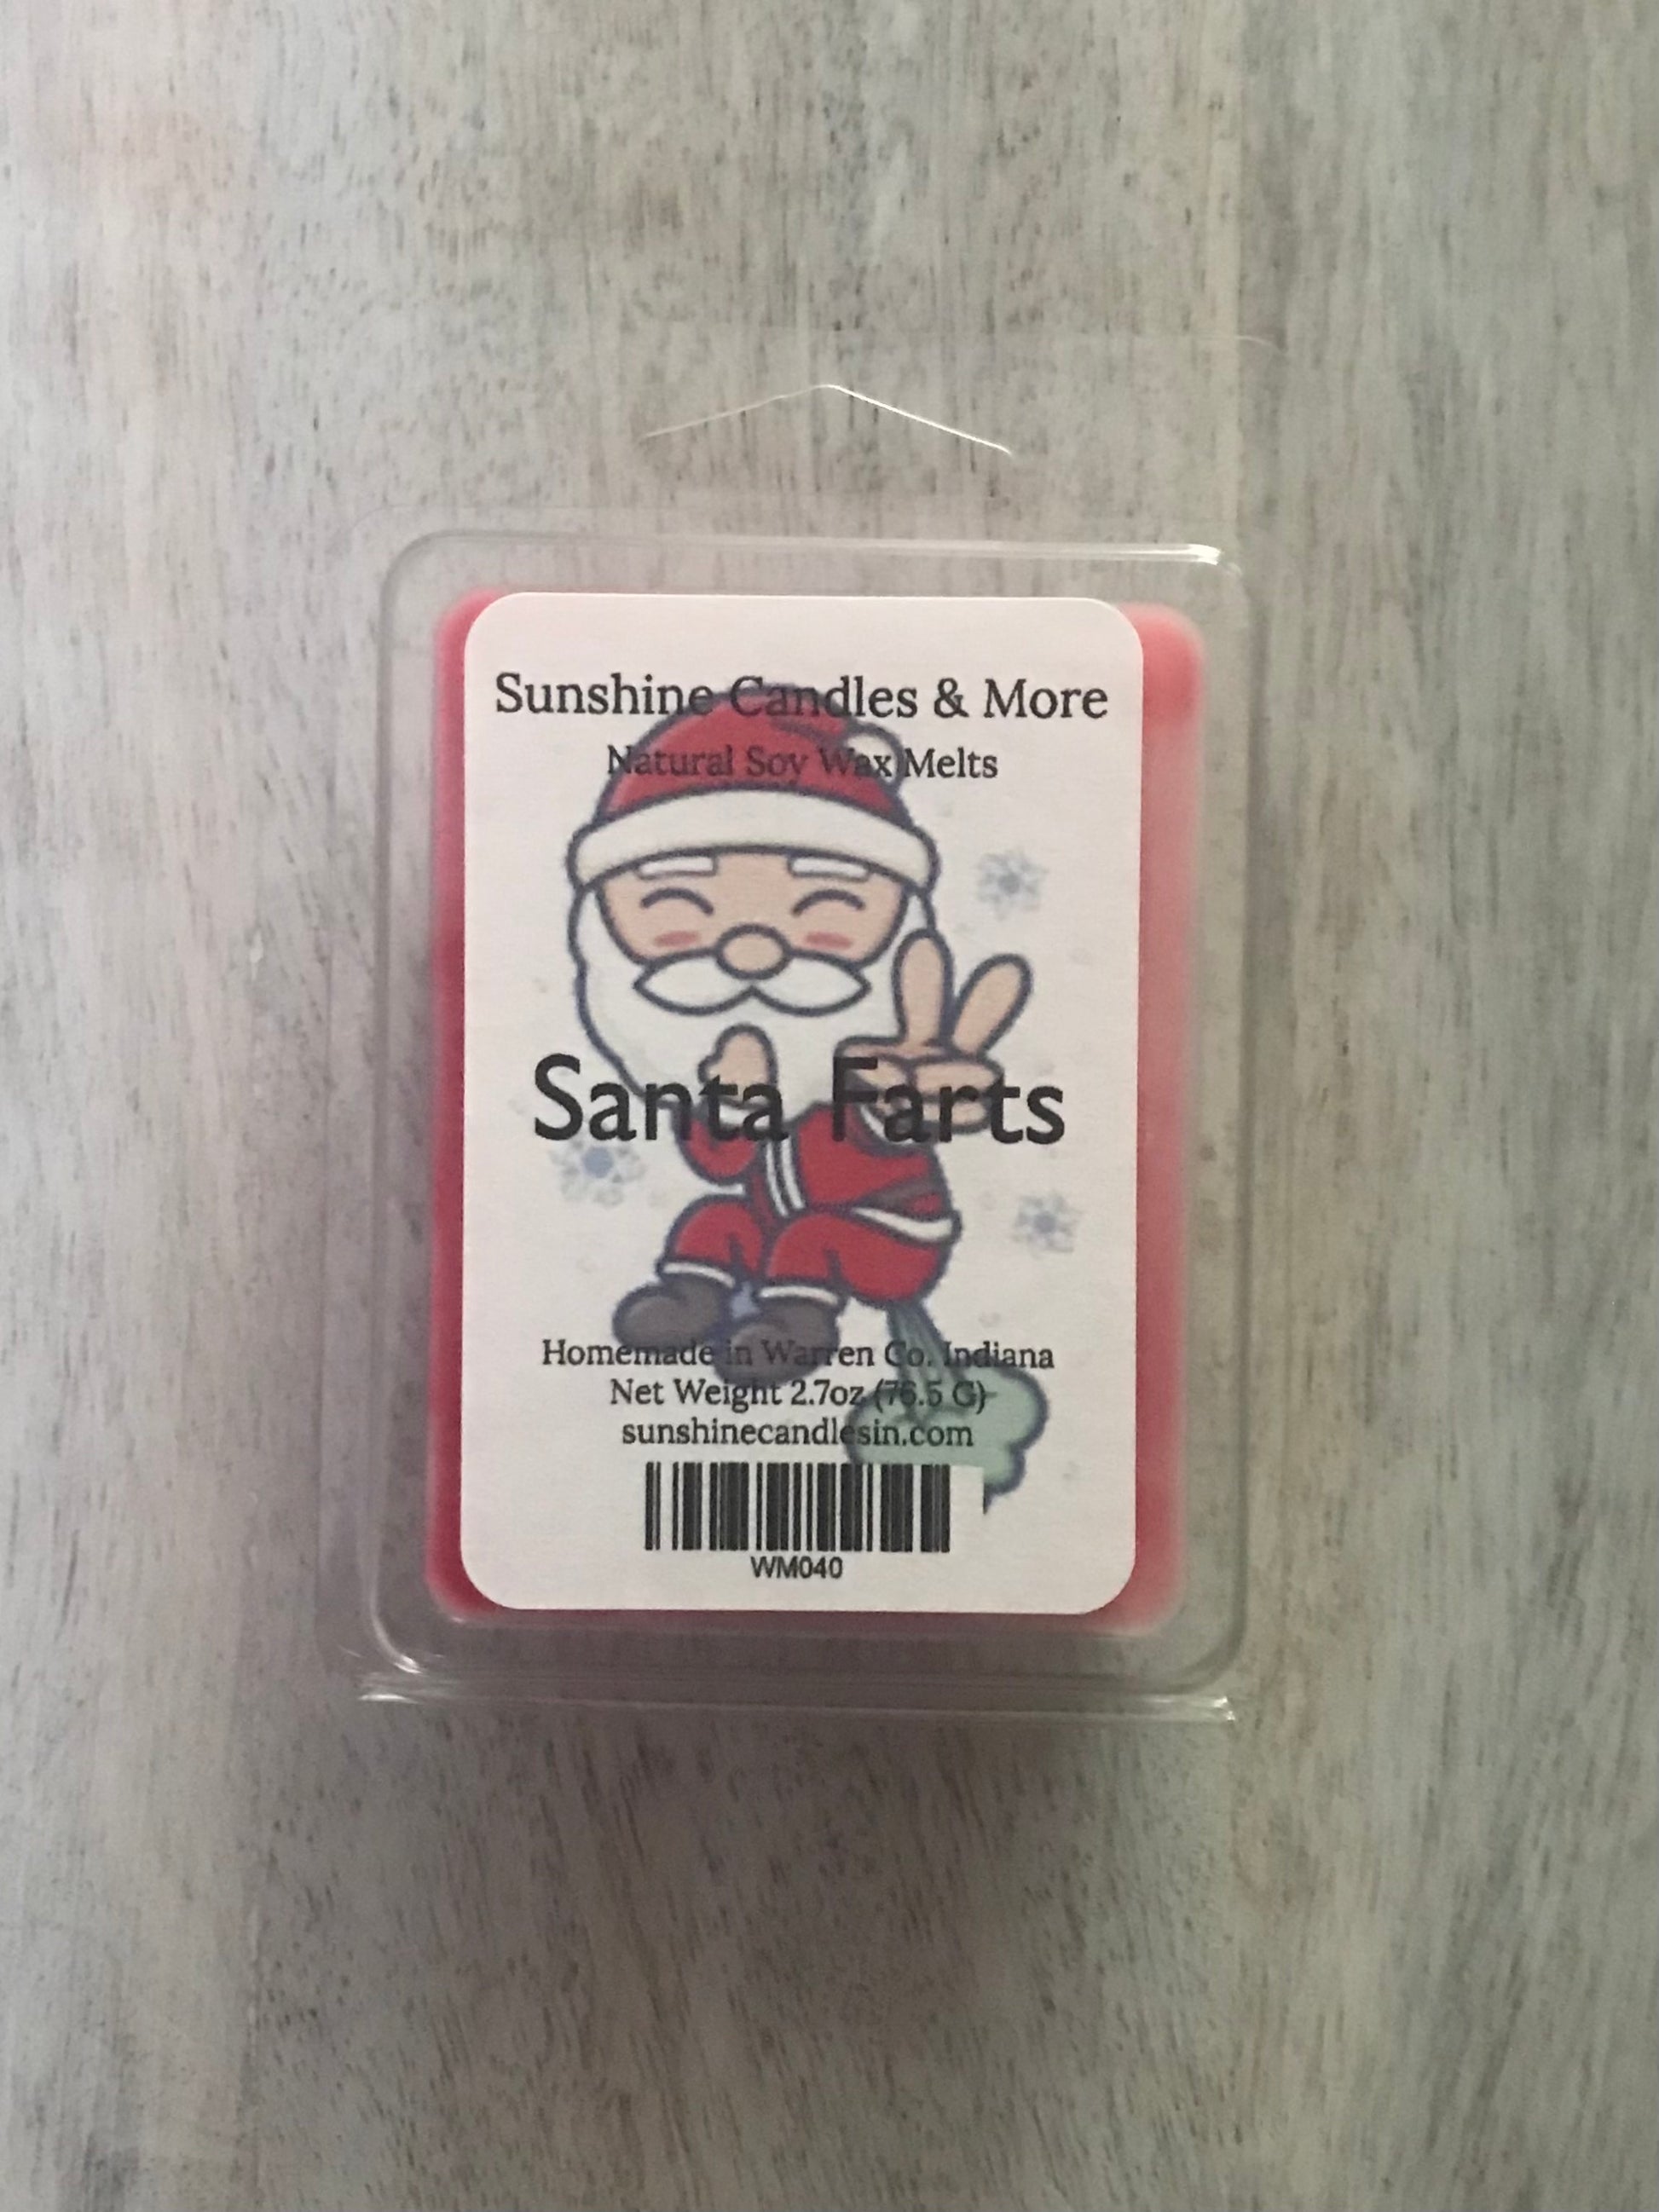 Sunshine Candles & More
Natural Soy Wax Melts
Santa Farts
Homemade in Warren Co. Indiana
Net Weight 2.7oz (76.5 G)
sunshinecandlesin.com
WM040